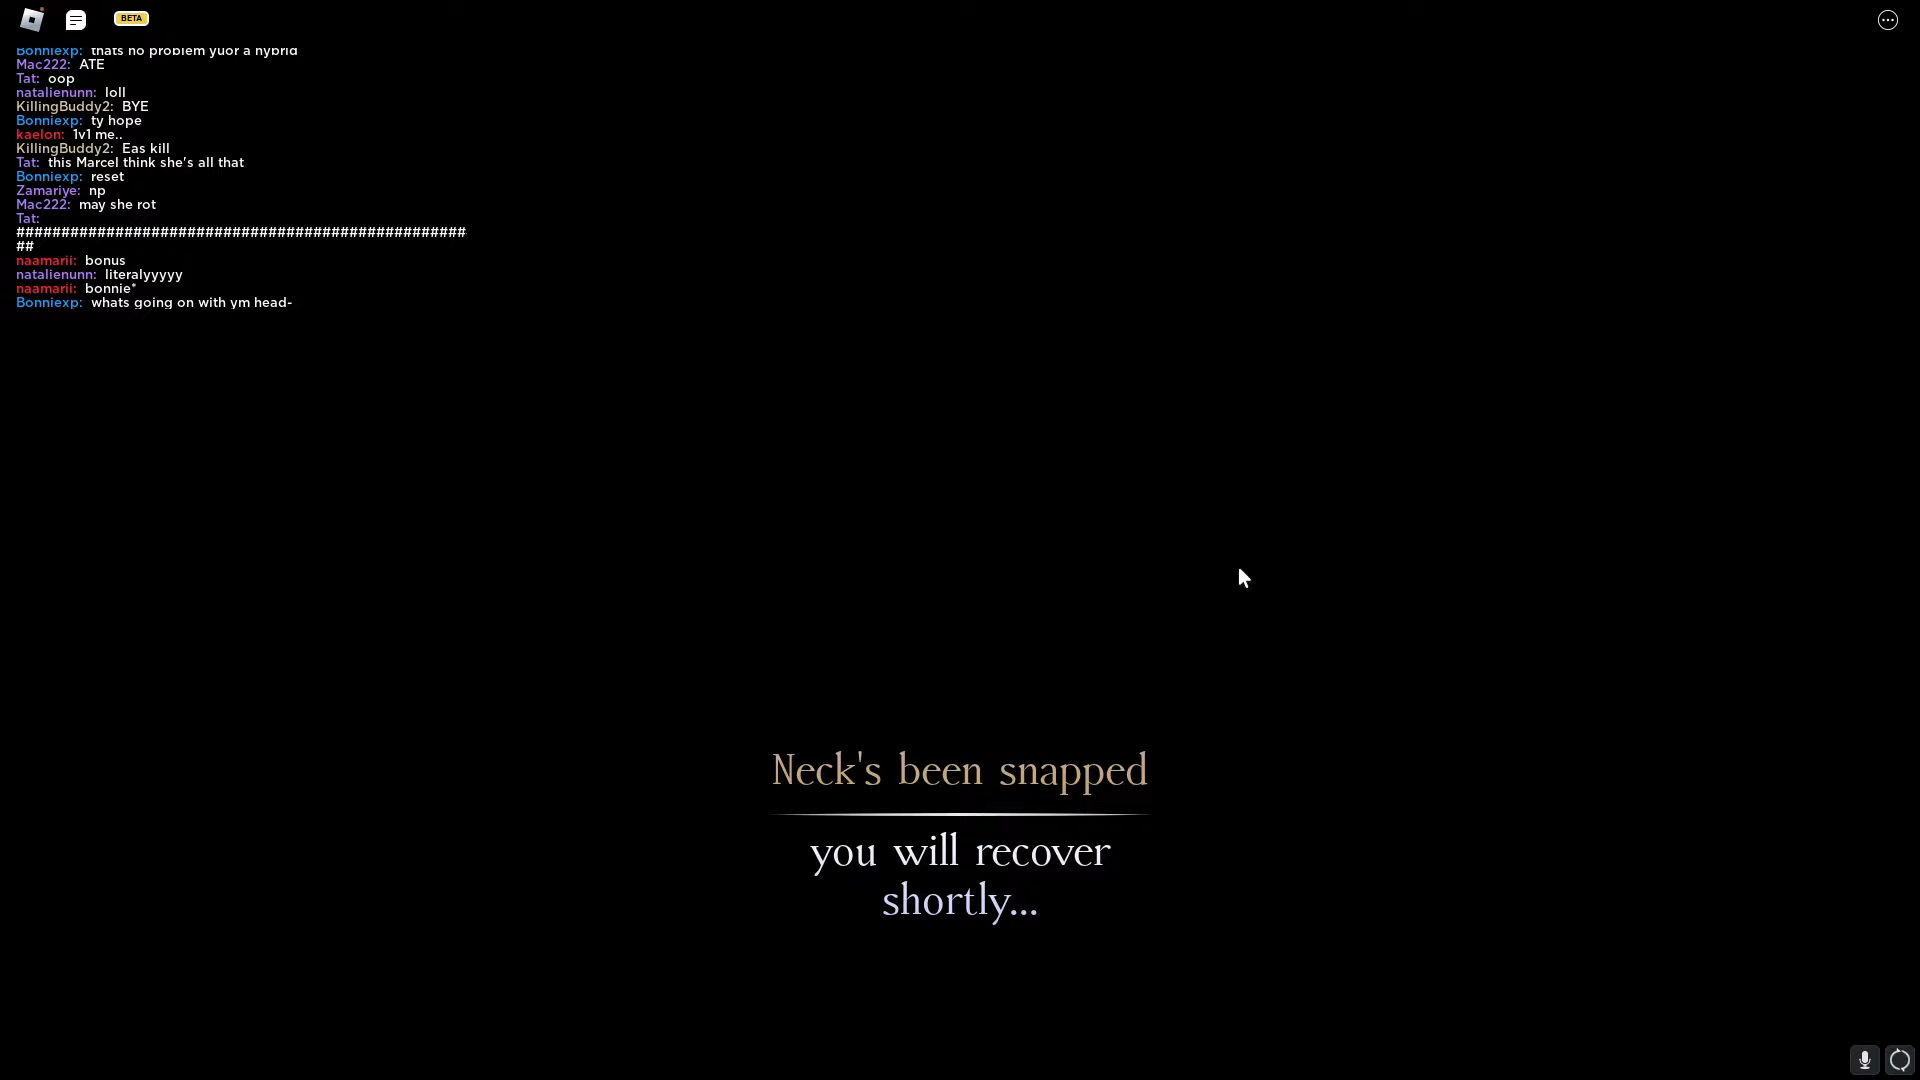 BETA
Bonniexp: thats no problem yuor a hybrid
Mac222: ATE
Tat: oop
natalienunn: loll
KillingBuddy2: BYE
Bonniexp: ty hope
kaelon: 1v1 me..
KillingBuddy2: Eas kill
Tat: this Marcel think she's all that
Bonniexp: reset
Zamariye: np
Mac222: may she rot
Tat:
##################################################
##
naamarii: bonus
natalienunn: literalyyyyy
naamarii: bonnie*
Bonniexp: whats going on with ym head-
Neck's been snapped
you will recover
shortly...